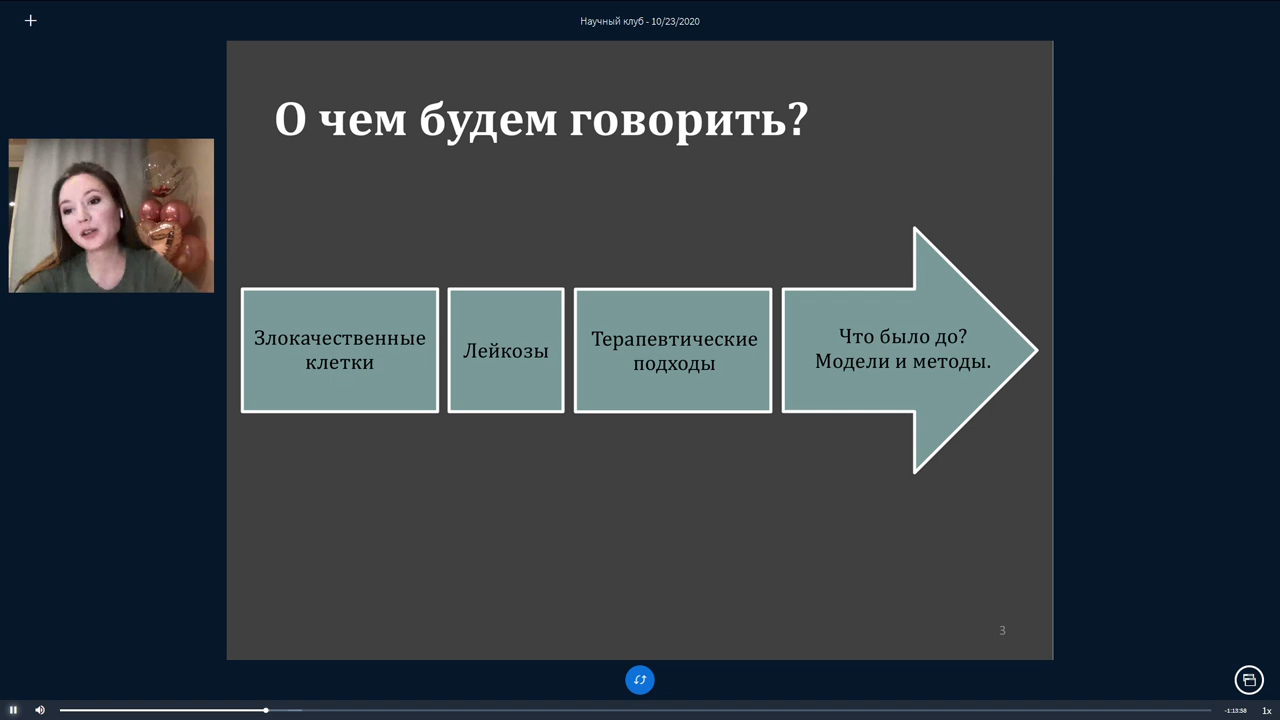 Научный клуб - 10/23/2020
О чем будем говорить?
Злокачественные
клетки
Лейкозы
Терапевтические
подходы
Что было до?
Модели и методы.
3
-1:13:58
1x